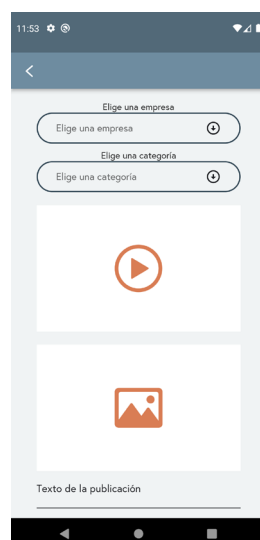 11:53
Elige una empresa
Elige una empresa
Elige una categoría
Elige una categoría
Texto de la publicación